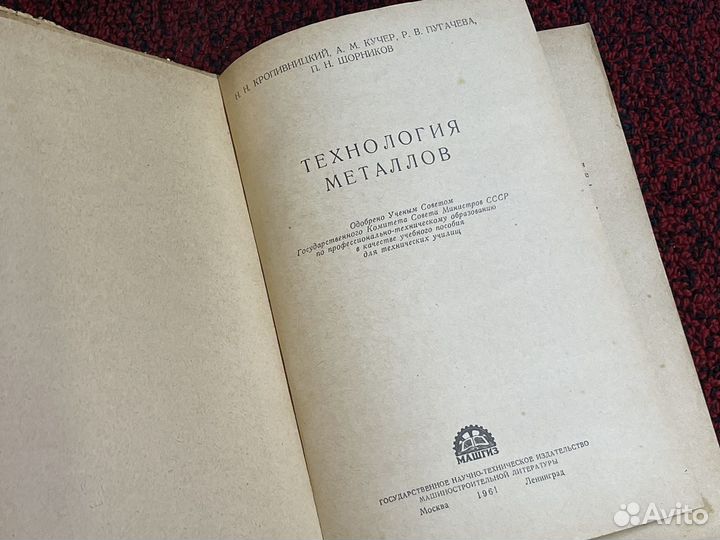 Н. Н. КРОПИВНИЦКИЙ, А. М. КУЧЕР, Р. В. ПУГАЧЕВА,
П. Н. ШОРНИКОВ
ТЕХНОЛОГИЯ
МЕТАЛЛОВ
Одобрено Ученым Советом
Государственного Комитета Совета Министров СССР
по профессионально-техническому образованию
в качестве учебного пособия
для технических училищ
МАШГИЗ
ГОСУДАРСТВЕННОЕ НАУЧНО-ТЕХНИЧЕСКОЕ ИЗДАТЕЛЬСТВО
МАШИНОСТРОИТЕЛЬНОЙ ЛИТЕРАТУРЫ
Москва 1961 Ленинград
Avito